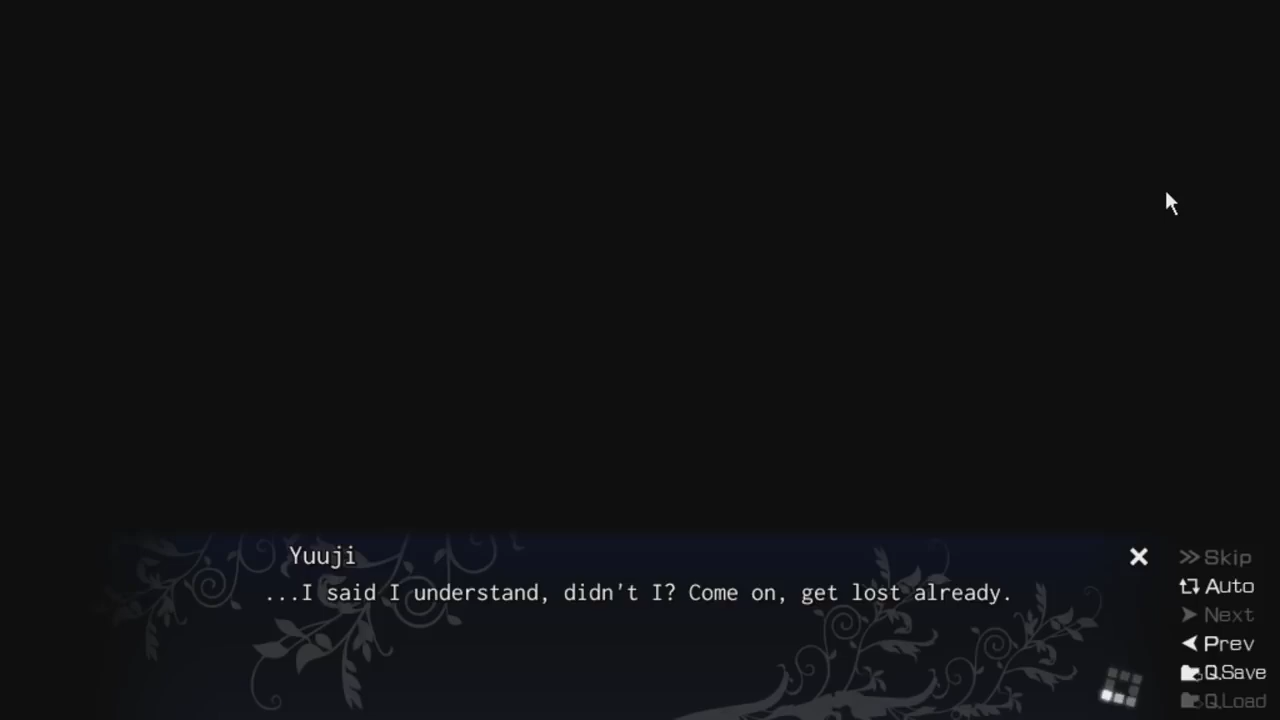 Yuuji
...I said I understand, didn't I? Come on, get lost already.
Skip
Auto
Next
Prev
Q.Save
Q.Load